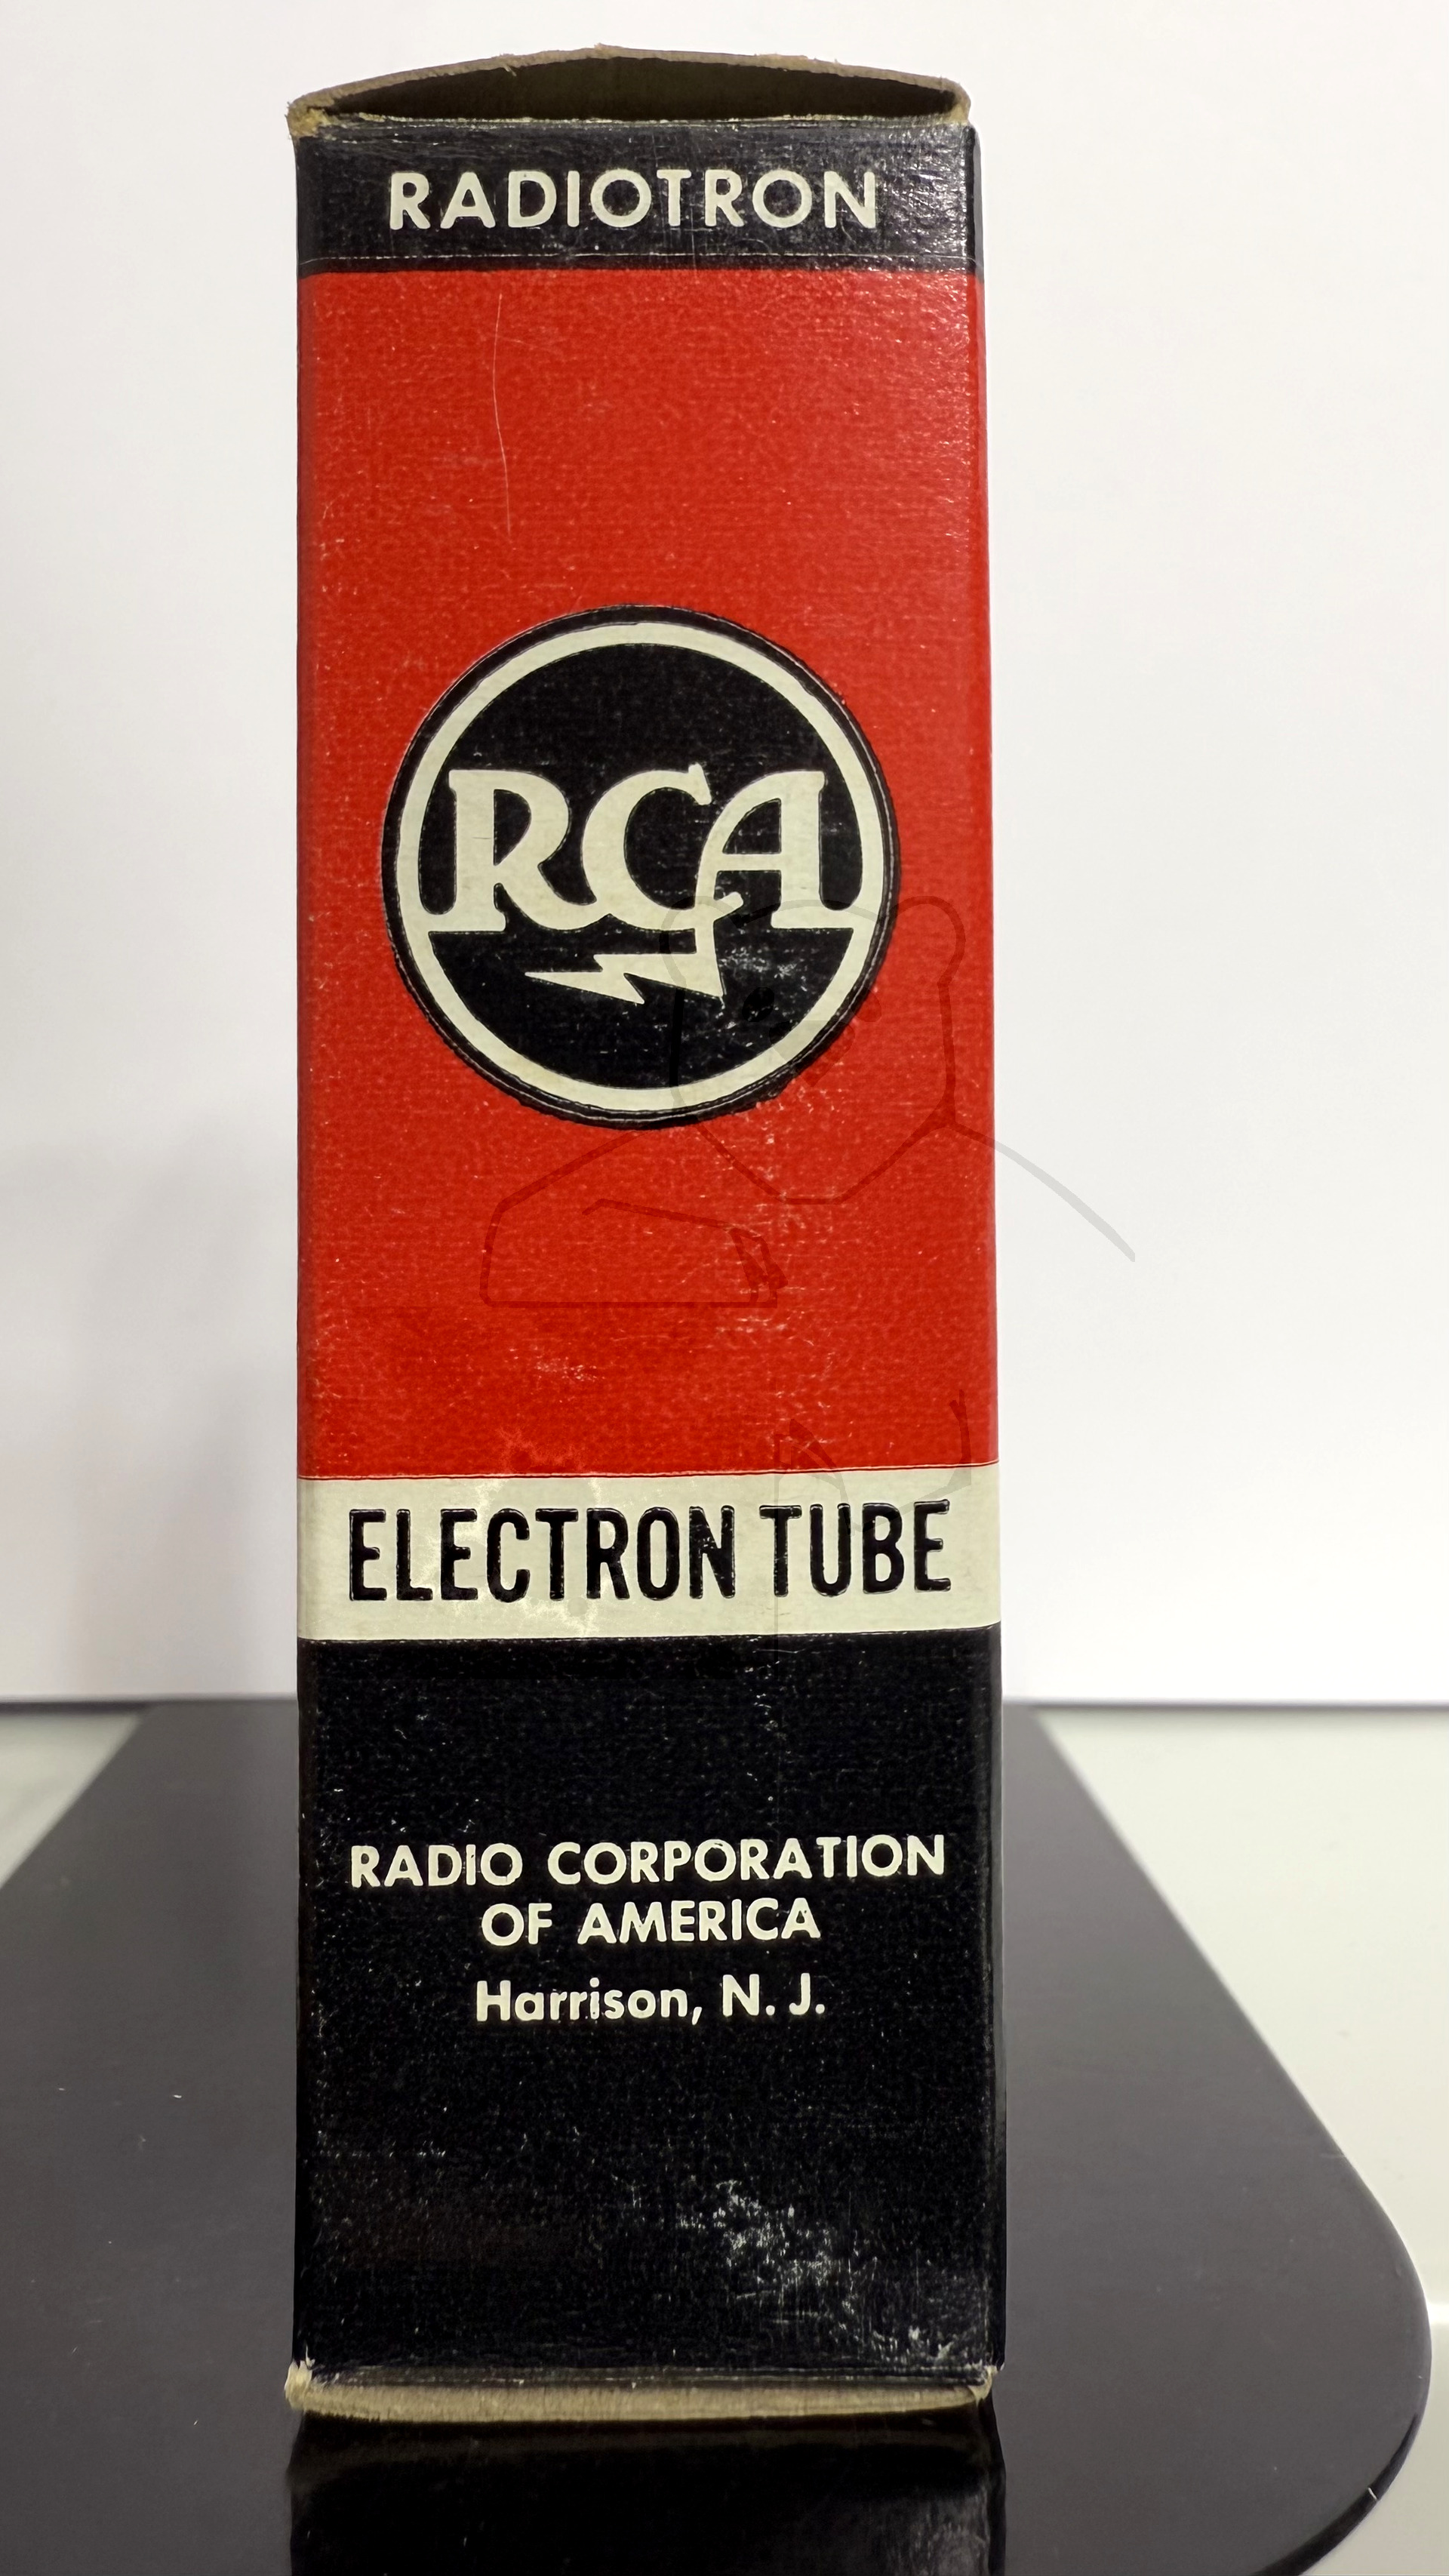 RADIOTRON
RCA
ELECTRON TUBE
RADIO CORPORATION
OF AMERICA
Harrison, N. J.